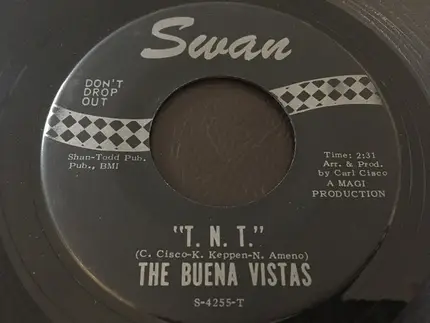 Swan
DON'T
DROP
OUT
Shan-Todd Pub.
Pub., BMI
Time: 2:31
Arr. & Prod.
by Carl Cisco
A MAGI
PRODUCTION
"T. N. T."
(C. Cisco-K. Keppen-N. Ameno)
THE BUENA VISTAS
S-4255-T